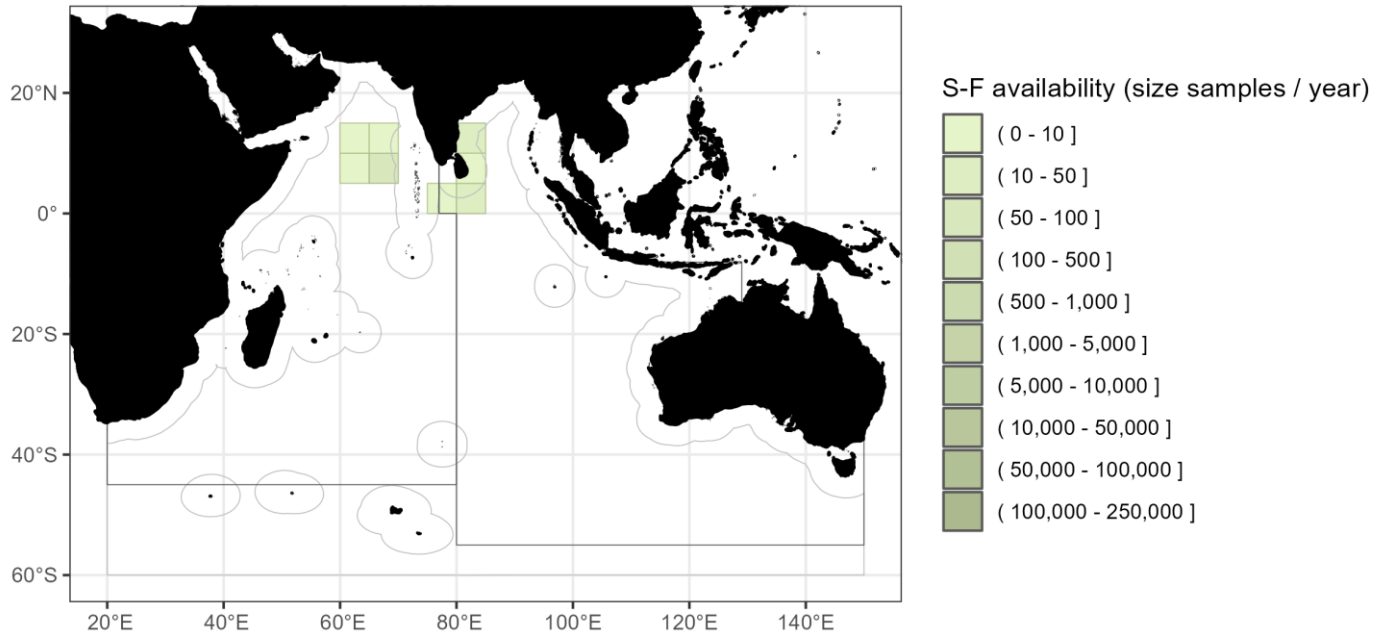 S-F availability (size samples / year)
( 0 - 10 ]
( 10 - 50 ]
( 50 - 100 ]
( 100 - 500 ]
( 500 - 1,000 ]
( 1,000 - 5,000 ]
( 5,000 - 10,000 ]
( 10,000 - 50,000 ]
( 50,000 - 100,000 ]
( 100,000 - 250,000 ]
20°N
0°
20°S
40°S
60°S
20°E 40°E 60°E 80°E 100°E 120°E 140°E